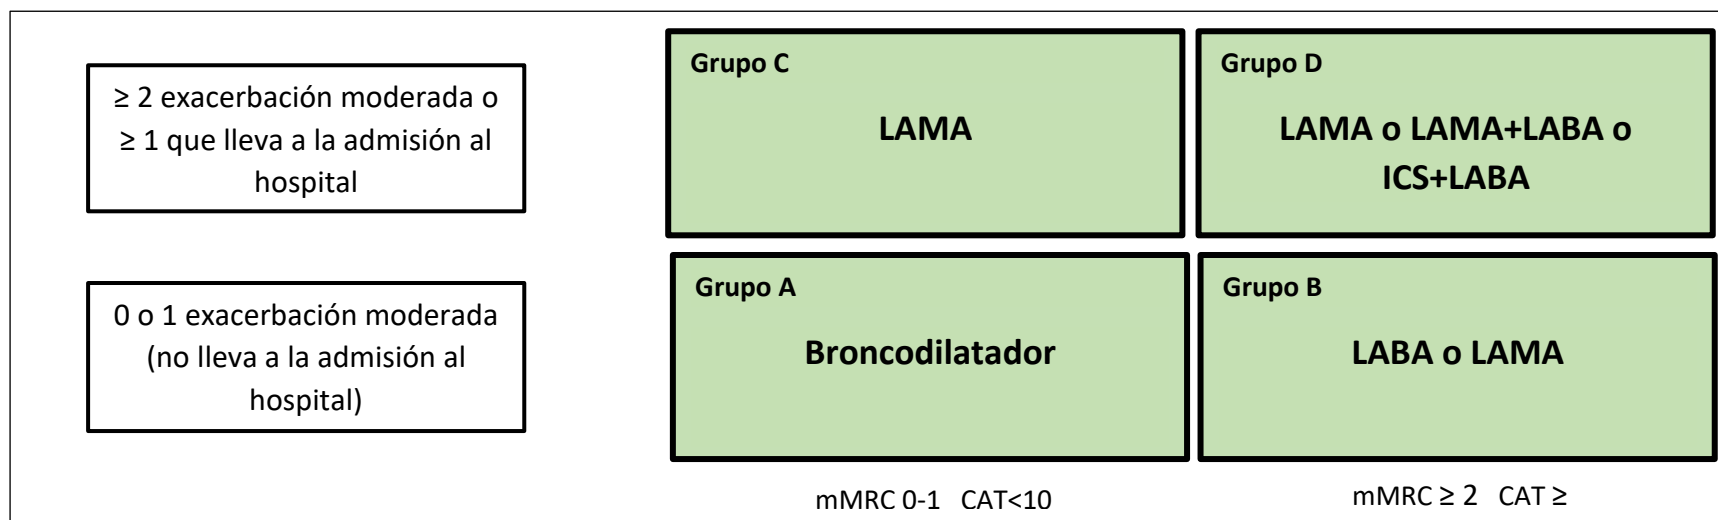 ≥ 2 exacerbación moderada o
≥ 1 que lleva a la admisión al
hospital
Grupo C
LAMA
Grupo D
LAMA o LAMA+LABA o
ICS+LABA
0 o 1 exacerbación moderada
(no lleva a la admisión al
hospital)
Grupo A
Broncodilatador
Grupo B
LABA o LAMA
mMRC 0-1 CAT<10
mMRC ≥ 2 CAT ≥